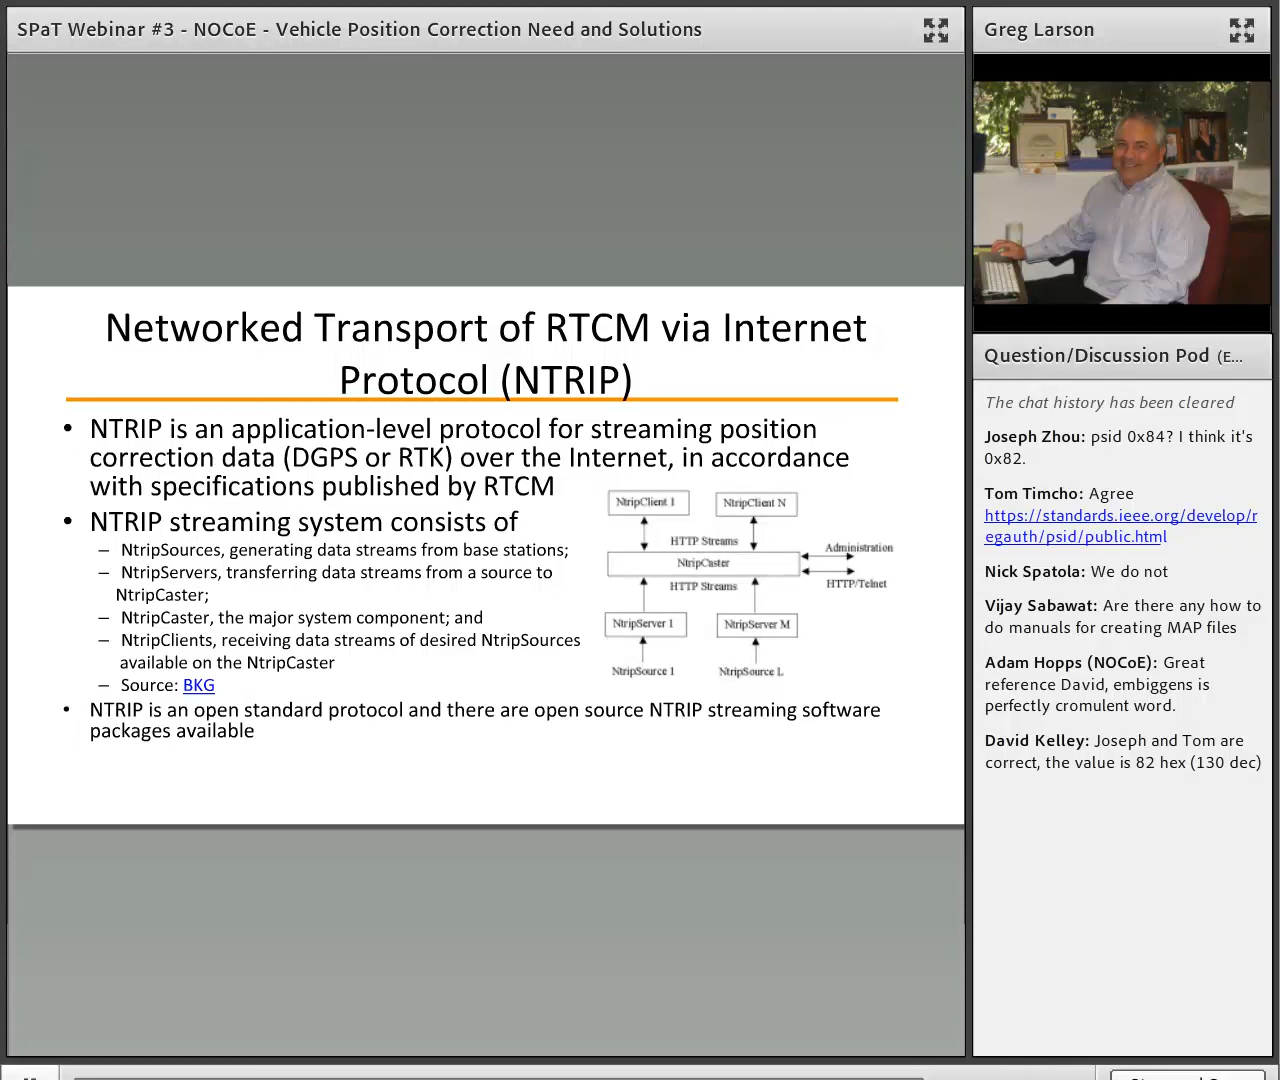 SPaT Webinar #3 - NOCoE - Vehicle Position Correction Need and Solutions
Networked Transport of RTCM via Internet
Protocol (NTRIP)
• NTRIP is an application-level protocol for streaming position
correction data (DGPS or RTK) over the Internet, in accordance
with specifications published by RTCM
• NTRIP streaming system consists of
– NtripSources, generating data streams from base stations;
– NtripServers, transferring data streams from a source to
NtripCaster;
– NtripCaster, the major system component; and
– NtripClients, receiving data streams of desired NtripSources
available on the NtripCaster
– Source: BKG
• NTRIP is an open standard protocol and there are open source NTRIP streaming software
packages available
NtripClient 1
NtripClient N
HTTP Streams
NtripCaster
Administration
HTTP Streams
HTTP/Telnet
NtripServer 1
NtripServer M
NtripSource 1
NtripSource L
Greg Larson
Question/Discussion Pod (E...
The chat history has been cleared
Joseph Zhou: psid 0x84? I think it's
0x82.
Tom Timcho: Agree
https://standards.ieee.org/develop/r
egauth/psid/public.html
Nick Spatola: We do not
Vijay Sabawat: Are there any how to
do manuals for creating MAP files
Adam Hopps (NOCoE): Great
reference David, embiggens is
perfectly cromulent word.
David Kelley: Joseph and Tom are
correct, the value is 82 hex (130 dec)